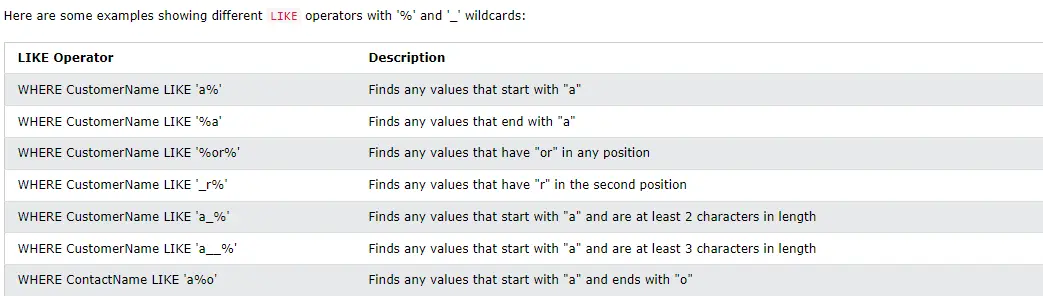 Here are some examples showing different LIKE operators with '%' and '_' wildcards:
LIKE Operator Description
WHERE CustomerName LIKE 'a%' Finds any values that start with "a"
WHERE CustomerName LIKE '%a' Finds any values that end with "a"
WHERE CustomerName LIKE '%or%' Finds any values that have "or" in any position
WHERE CustomerName LIKE '_r%' Finds any values that have "r" in the second position
WHERE CustomerName LIKE 'a_%' Finds any values that start with "a" and are at least 2 characters in length
WHERE CustomerName LIKE 'a__%' Finds any values that start with "a" and are at least 3 characters in length
WHERE ContactName LIKE 'a%o' Finds any values that start with "a" and ends with "o"